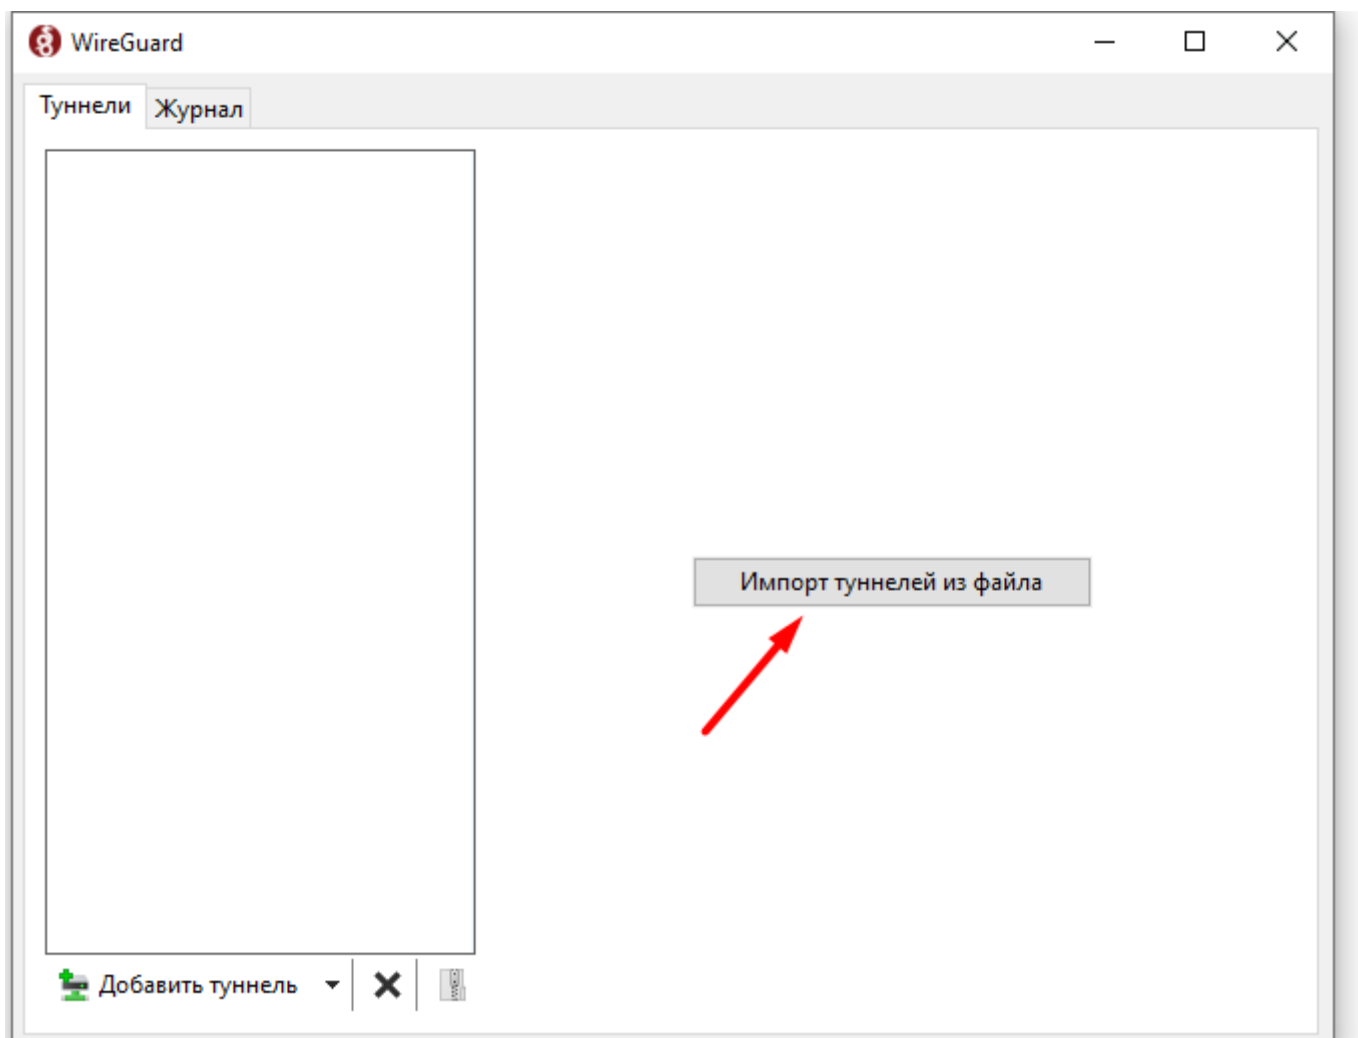 WireGuard
Туннели
Журнал
Импорт туннелей из файла
Добавить туннель